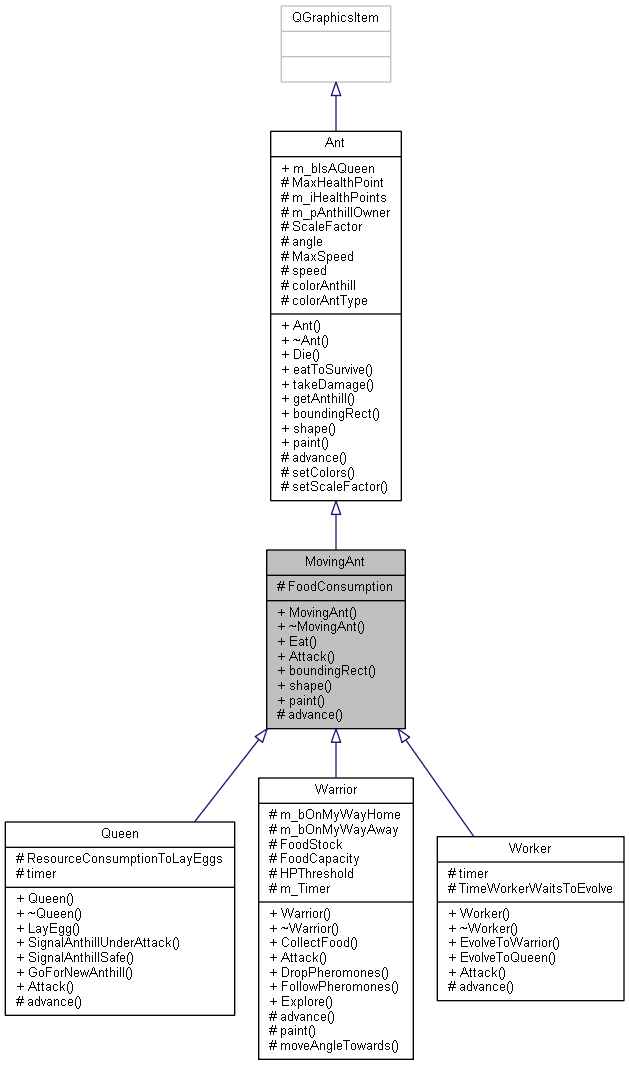 QGraphicsItem
Ant
+ m_bIsAQueen
# MaxHealthPoint
# m_iHealthPoints
# m_pAnthillOwner
# ScaleFactor
# angle
# MaxSpeed
# speed
# colorAnthill
# colorAntType
+ Ant()
+ ~Ant()
+ Die()
+ eatToSurvive()
+ takeDamage()
+ getAnthill()
+ boundingRect()
+ shape()
+ paint()
# advance()
# setColors()
# setScaleFactor()
MovingAnt
# FoodConsumption
+ MovingAnt()
+ ~MovingAnt()
+ Eat()
+ Attack()
+ boundingRect()
+ shape()
+ paint()
# advance()
Queen
# ResourceConsumptionToLayEggs
# timer
+ Queen()
+ ~Queen()
+ LayEgg()
+ SignalAnthillUnderAttack()
+ SignalAnthillSafe()
+ GoForNewAnthill()
+ Attack()
# advance()
Warrior
# m_bOnMyWayHome
# m_bOnMyWayAway
# FoodStock
# FoodCapacity
# HPThreshold
# m_Timer
+ Warrior()
+ ~Warrior()
+ CollectFood()
+ Attack()
+ DropPheromones()
+ FollowPheromones()
+ Explore()
# advance()
# paint()
# moveAngleTowards()
Worker
# timer
# TimeWorkerWaitsToEvolve
+ Worker()
+ ~Worker()
+ EvolveToWarrior()
+ EvolveToQueen()
+ Attack()
# advance()